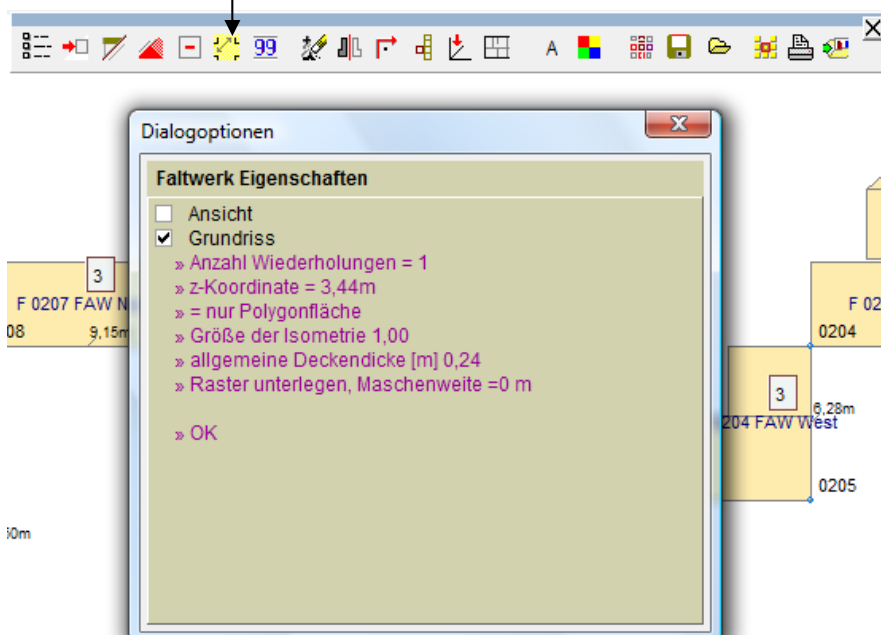 99 A
Dialogoptionen
Faltwerk Eigenschaften
Ansicht
Grundriss
» Anzahl Wiederholungen = 1
» z-Koordinate = 3,44m
» = nur Polygonfläche
» Größe der Isometrie 1,00
» allgemeine Deckendicke [m] 0,24
» Raster unterlegen, Maschenweite =0 m
» OK
3
F 0207 FAW N
08 9,15m
50m
F 02
0204
3
6,28m
204 FAW West
0205